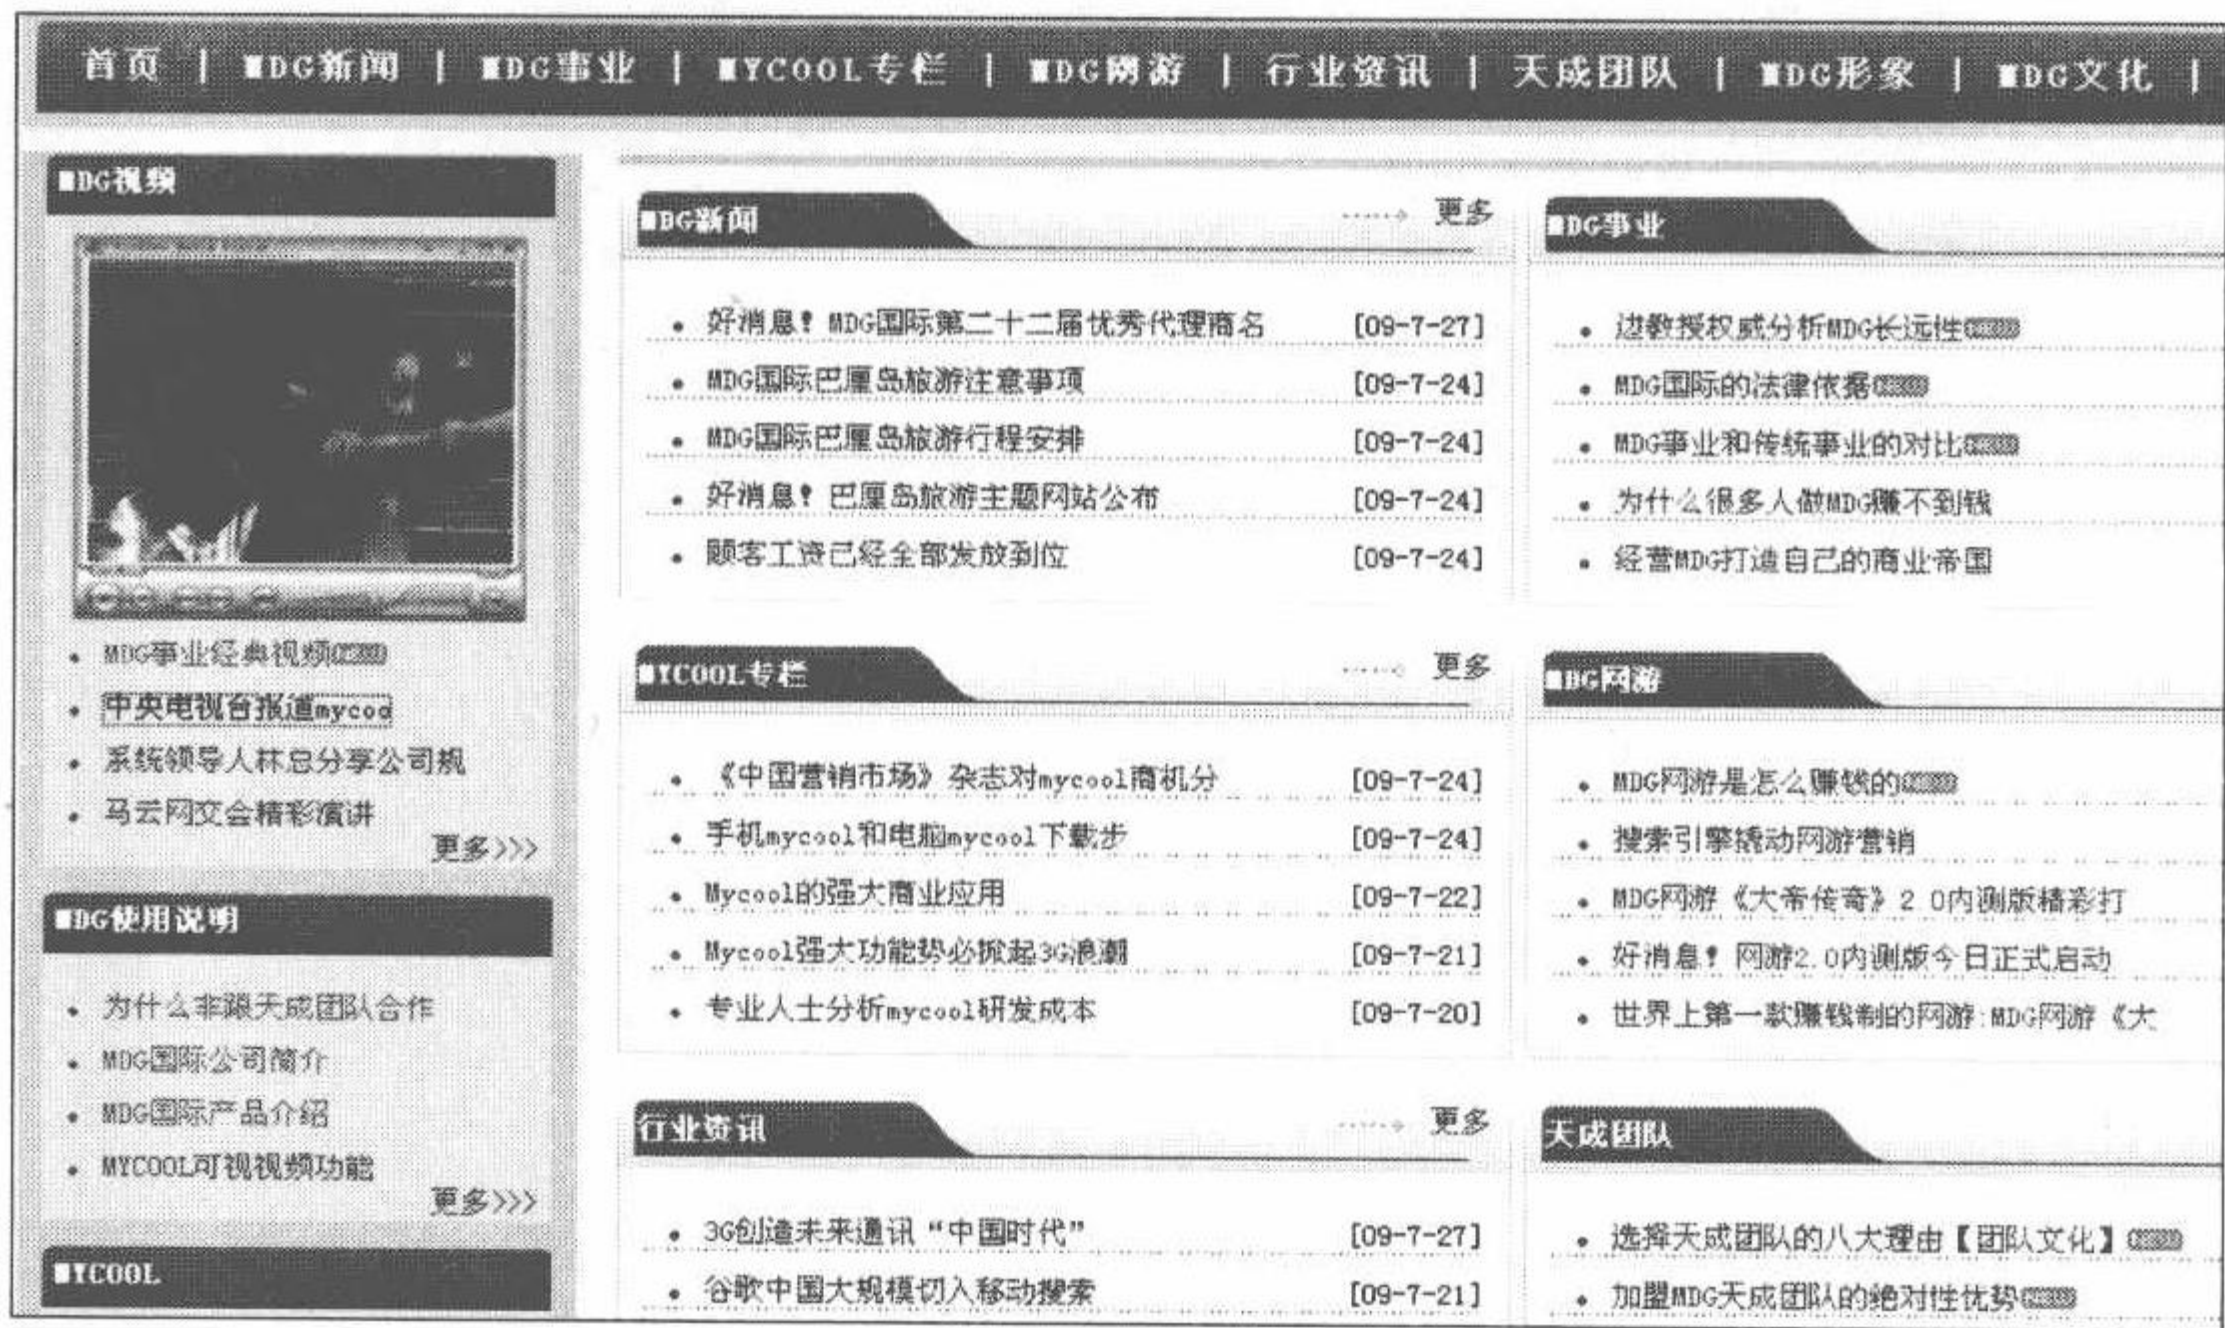 首页 | MDG新闻 | MDG事业 | MYCOOL专栏 | MDG网游 | 行业资讯 | 天成团队 | MDG形象 | MDG文化 |
MDG视频
MDG事业经典视频
中央电视台报道mycoo
系统领导人林总分享公司规
马云网交会精彩演讲
更多>>>
MDG使用说明
为什么非跟天成团队合作
MDG国际公司简介
MDG国际产品介绍
MYCOOL可视视频功能
更多>>>
MYCOOL
MDG新闻 更多
好消息！MDG国际第二十二届优秀代理商名 [09-7-27]
MDG国际巴厘岛旅游注意事项 [09-7-24]
MDG国际巴厘岛旅游行程安排 [09-7-24]
好消息！巴厘岛旅游主题网站公布 [09-7-24]
顾客工资已经全部发放到位 [09-7-24]
MDG事业
边教授权威分析MDG长远性
MDG国际的法律依据
MDG事业和传统事业的对比
为什么很多人做MDG赚不到钱
经营MDG打造自己的商业帝国
MYCOOL专栏 更多
《中国营销市场》杂志对mycool商机分 [09-7-24]
手机mycool和电脑mycool下载步 [09-7-24]
Mycool的强大商业应用 [09-7-22]
Mycool强大功能势必掀起3G浪潮 [09-7-21]
专业人士分析mycool研发成本 [09-7-20]
MDG网游
MDG网游是怎么赚钱的
搜索引擎撬动网游营销
MDG网游《大帝传奇》2.0内测版精彩打
好消息！网游2.0内测版今日正式启动
世界上第一款赚钱制的网游:MDG网游《大
行业资讯 更多
3G创造未来通讯“中国时代” [09-7-27]
谷歌中国大规模切入移动搜索 [09-7-21]
天成团队
选择天成团队的八大理由【团队文化】
加盟MDG天成团队的绝对性优势